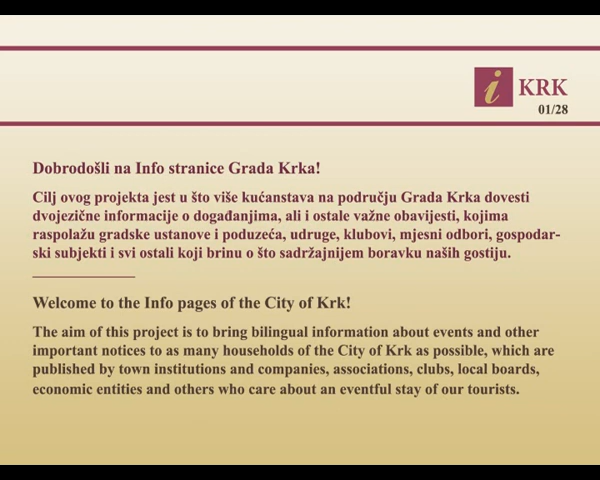 i KRK
01/28
Dobrodošli na Info stranice Grada Krka!
Cilj ovog projekta jest u što više kućanstava na području Grada Krka dovesti
dvojezične informacije o događanjima, ali i ostale važne obavijesti, kojima
raspolažu gradske ustanove i poduzeća, udruge, klubovi, mjesni odbori, gospodar-
ski subjekti i svi ostali koji brinu o što sadržajnijem boravku naših gostiju.
Welcome to the Info pages of the City of Krk!
The aim of this project is to bring bilingual information about events and other
important notices to as many households of the City of Krk as possible, which are
published by town institutions and companies, associations, clubs, local boards,
economic entities and others who care about an eventful stay of our tourists.